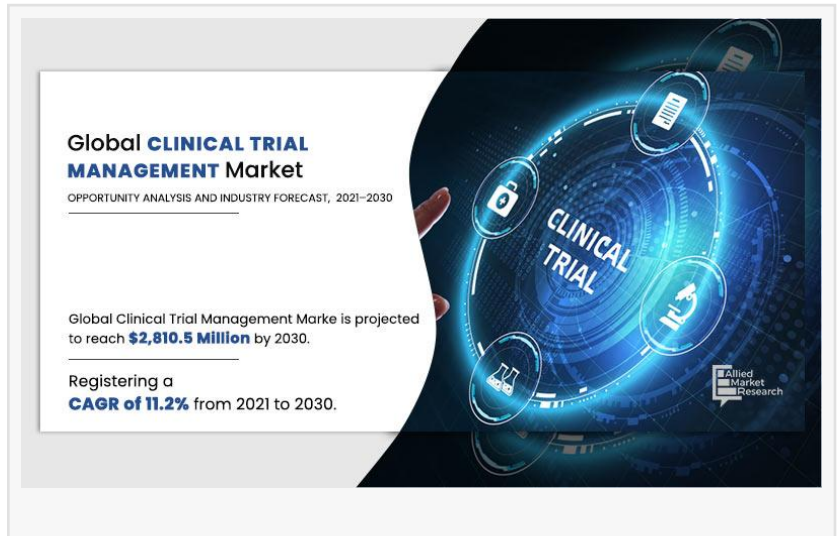 Global CLINICAL TRIAL
MANAGEMENT Market
OPPORTUNITY ANALYSIS AND INDUSTRY FORECAST, 2021–2030
Global Clinical Trial Management Marke is projected
to reach $2,810.5 Million by 2030.
Registering a
CAGR of 11.2% from 2021 to 2030.
CLINICAL
TRIAL
Allied
Market
Research